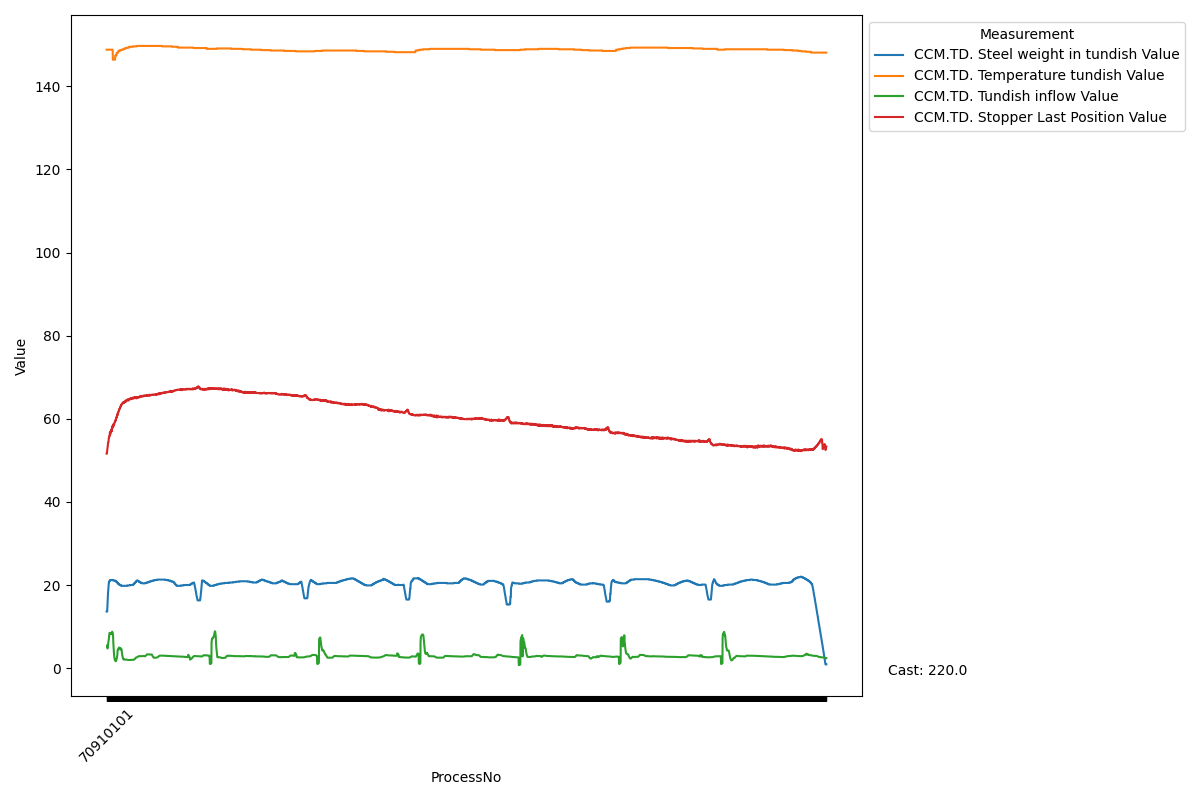 Measurement
CCM.TD. Steel weight in tundish Value
CCM.TD. Temperature tundish Value
CCM.TD. Tundish inflow Value
CCM.TD. Stopper Last Position Value
Value
140
120
100
80
60
40
20
0
70910101
ProcessNo
Cast: 220.0